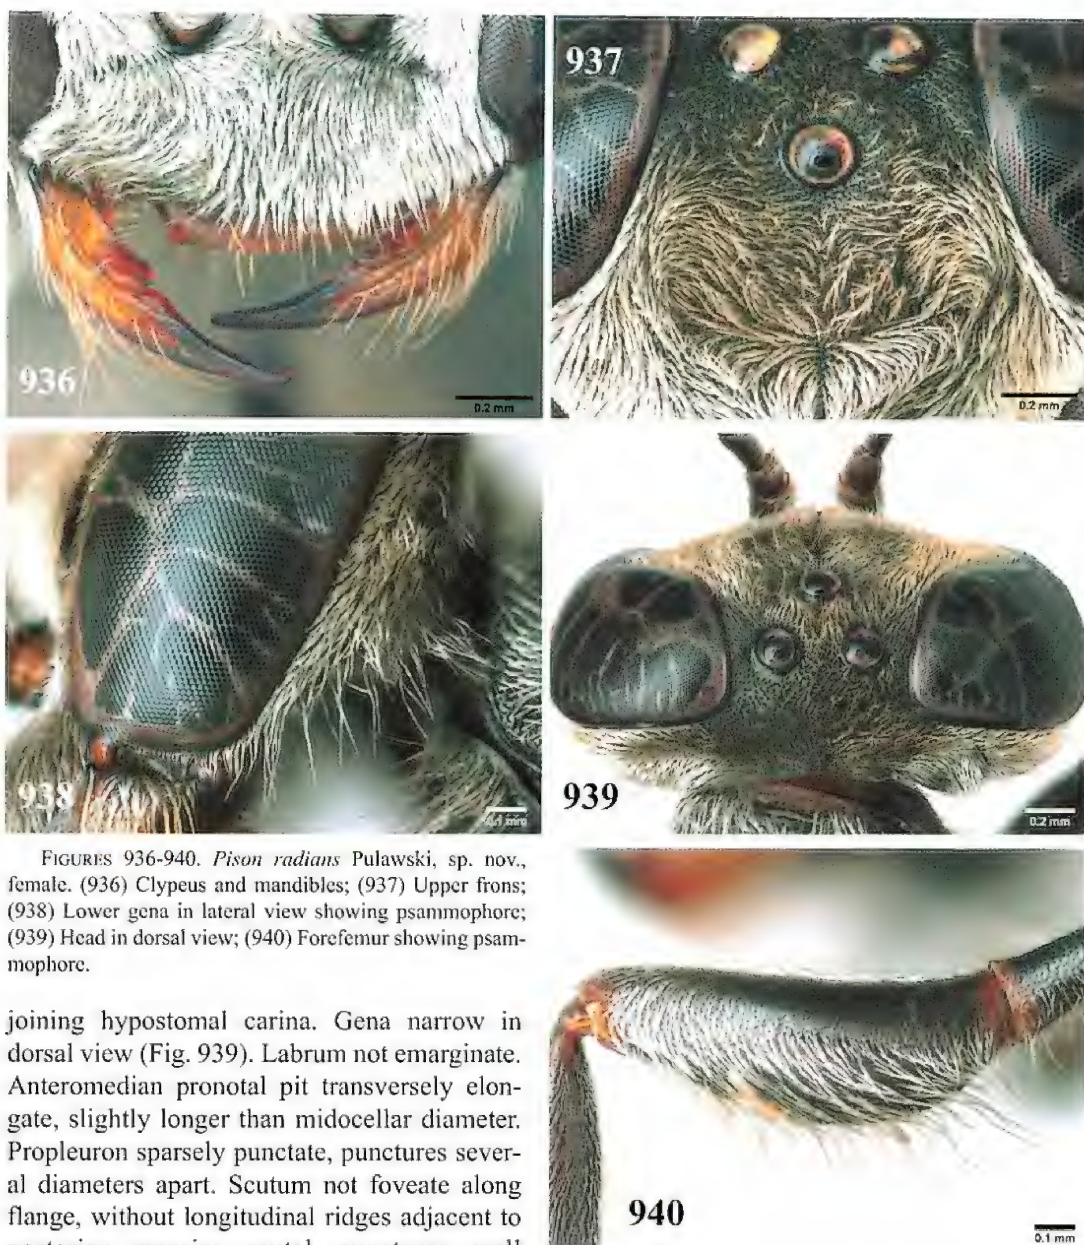 936
0.2 mm
937
0.2 mm
938
0.1 mm
939
0.2 mm
FIGURES 936-940. Pison radians Pulawski, sp. nov.,
female. (936) Clypeus and mandibles; (937) Upper frons;
(938) Lower gena in lateral view showing psammophore;
(939) Head in dorsal view; (940) Forefemur showing psam-
mophore.
940
0.1 mm
joining hypostomal carina. Gena narrow in
dorsal view (Fig. 939). Labrum not emarginate.
Anteromedian pronotal pit transversely elon-
gate, slightly longer than midocellar diameter.
Propleuron sparsely punctate, punctures sever-
al diameters apart. Scutum not foveate along
flange, without longitudinal ridges adjacent to